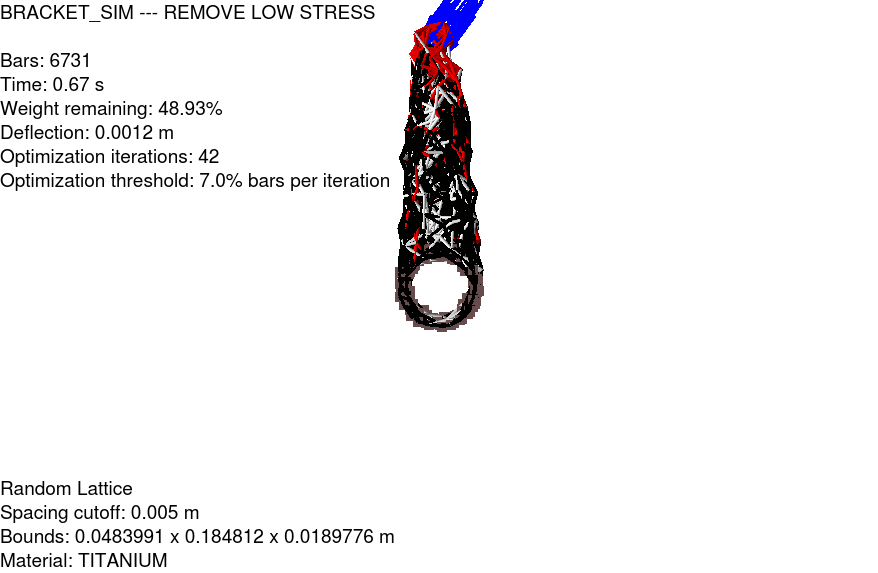 BRACKET_SIM --- REMOVE LOW STRESS
Bars: 6731
Time: 0.67 s
Weight remaining: 48.93%
Deflection: 0.0012 m
Optimization iterations: 42
Optimization threshold: 7.0% bars per iteration
Random Lattice
Spacing cutoff: 0.005 m
Bounds: 0.0483991 x 0.184812 x 0.0189776 m
Material: TITANIUM